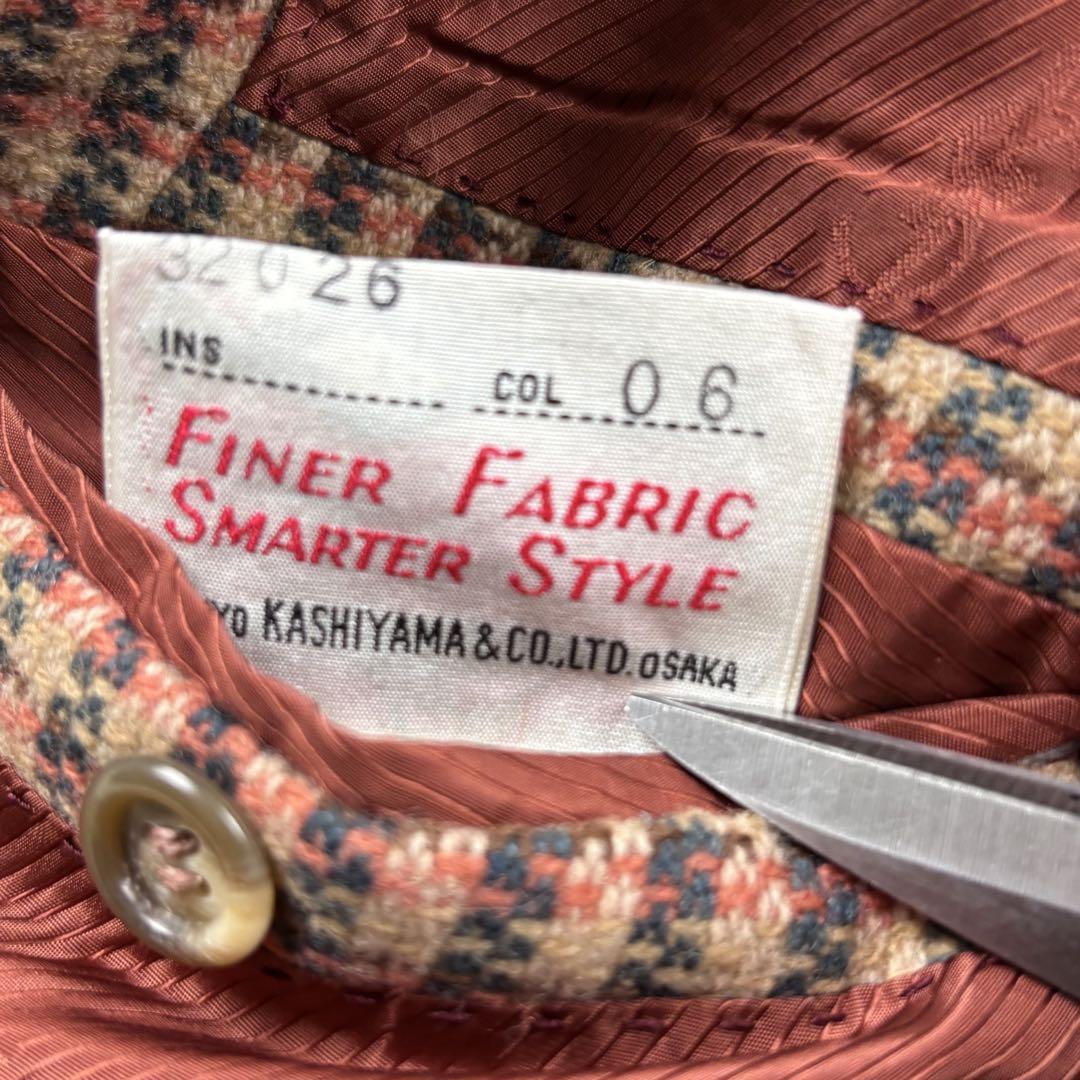 32026
INS COL 06
FINER FABRIC
SMARTER STYLE
KASHIYAMA & CO., LTD. OSAKA